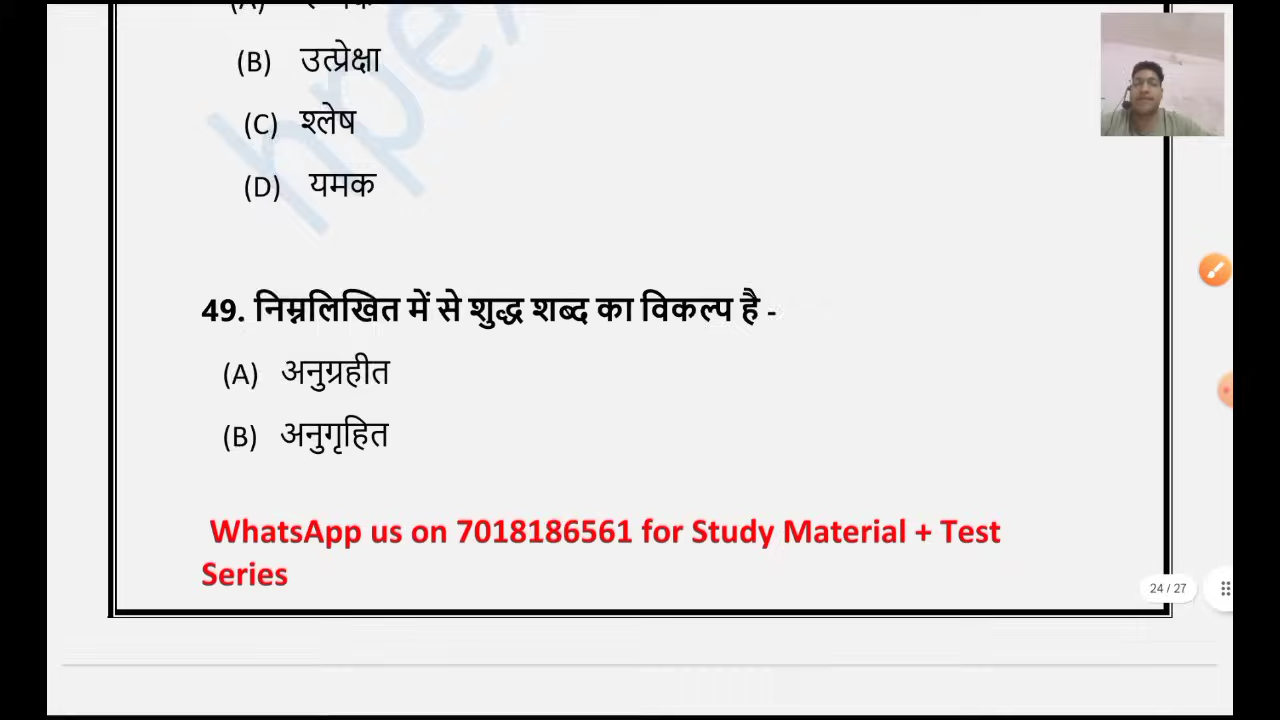 (B) उत्प्रेक्षा
(C) श्लेष
(D) यमक
49. निम्नलिखित में से शुद्ध शब्द का विकल्प है -
(A) अनुग्रहीत
(B) अनुगृहित
WhatsApp us on 7018186561 for Study Material + Test
Series
24 / 27